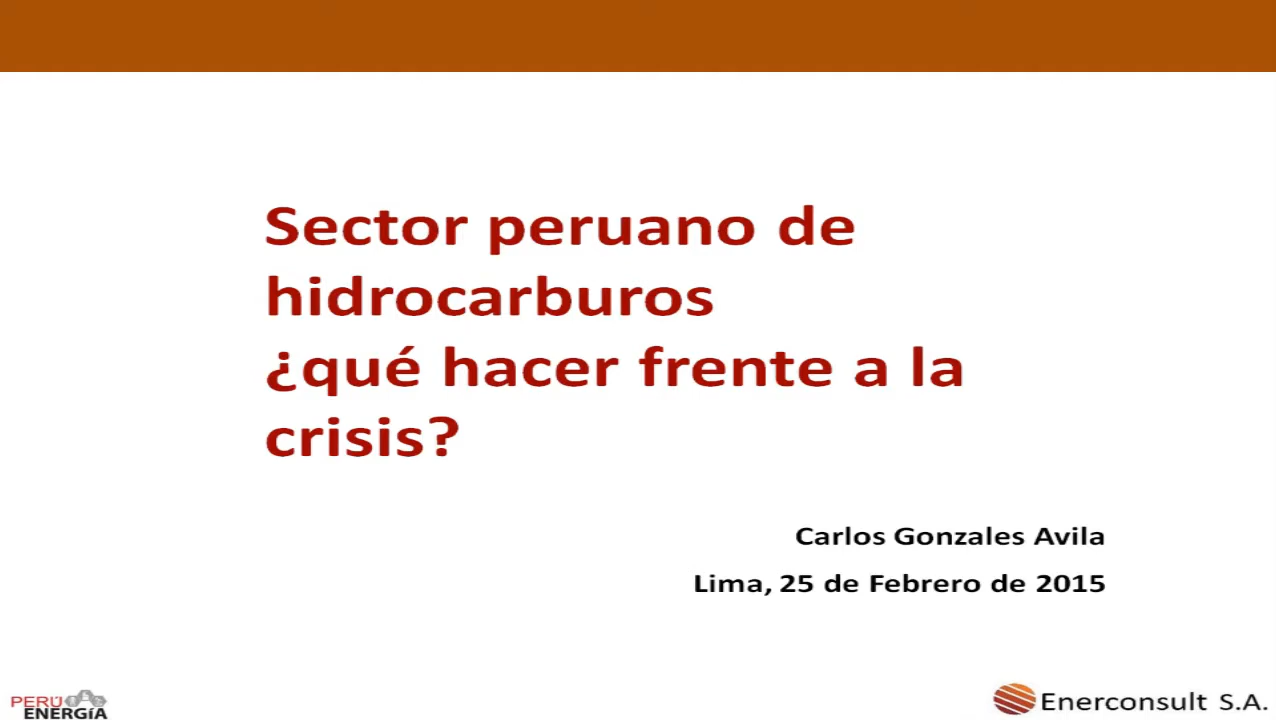 Sector peruano de
hidrocarburos
¿qué hacer frente a la
crisis?
Carlos Gonzales Avila
Lima, 25 de Febrero de 2015
PERÚ
ENERGÍA
Enerconsult S.A.